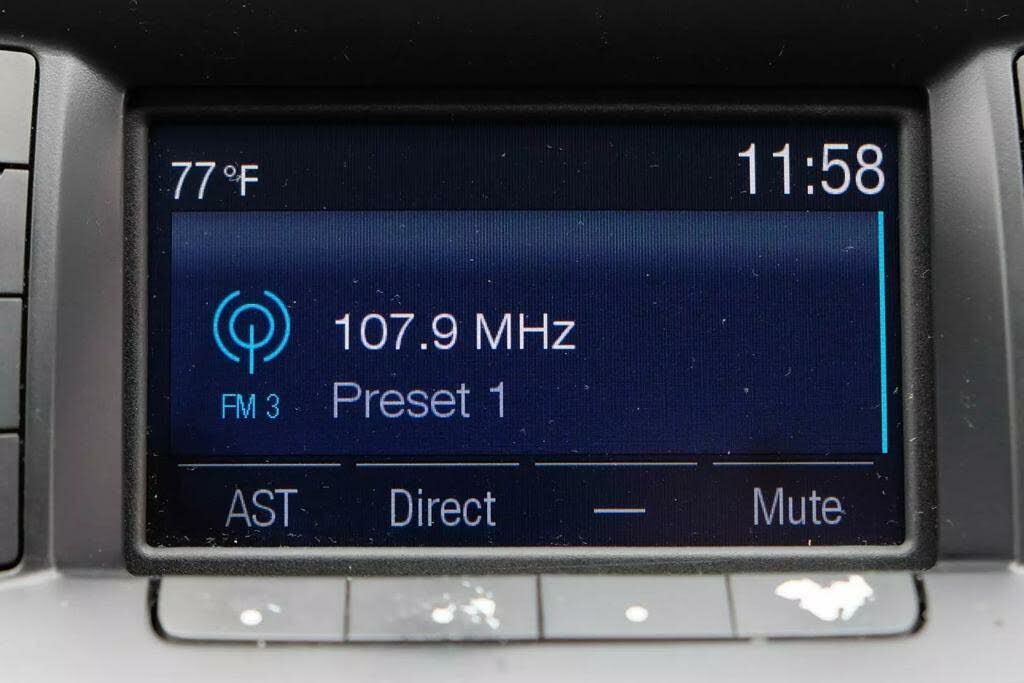 77°F 11:58
107.9 MHz
FM 3 Preset 1
AST Direct — Mute